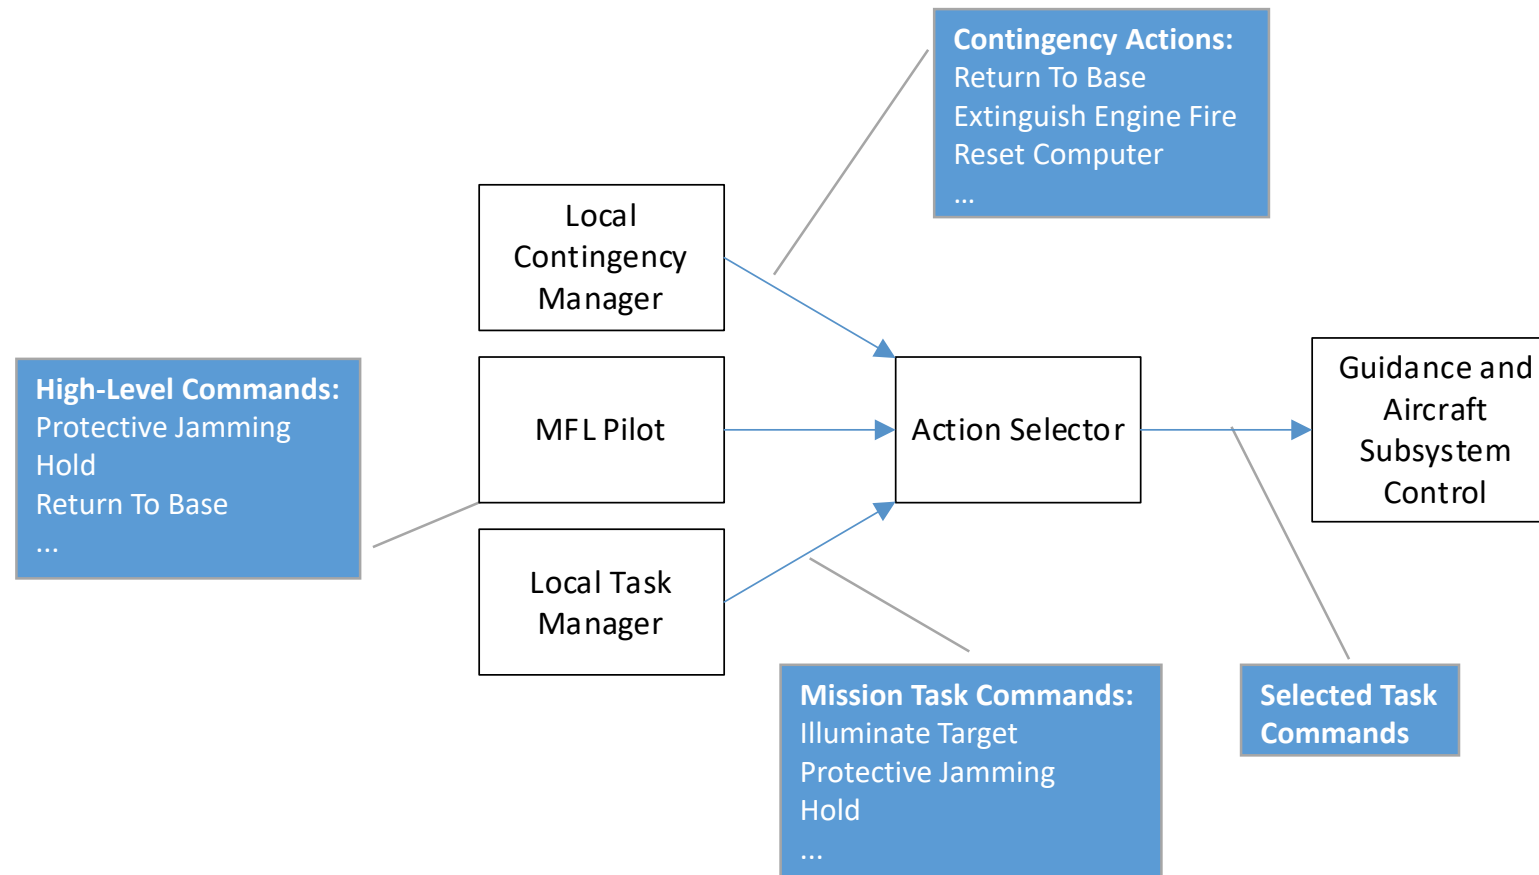 Contingency Actions:
Return To Base
Extinguish Engine Fire
Reset Computer
...
Local
Contingency
Manager
High-Level Commands:
Protective Jamming
Hold
Return To Base
...
MFL Pilot
Action Selector
Guidance and
Aircraft
Subsystem
Control
Local Task
Manager
Mission Task Commands:
Illuminate Target
Protective Jamming
Hold
...
Selected Task
Commands